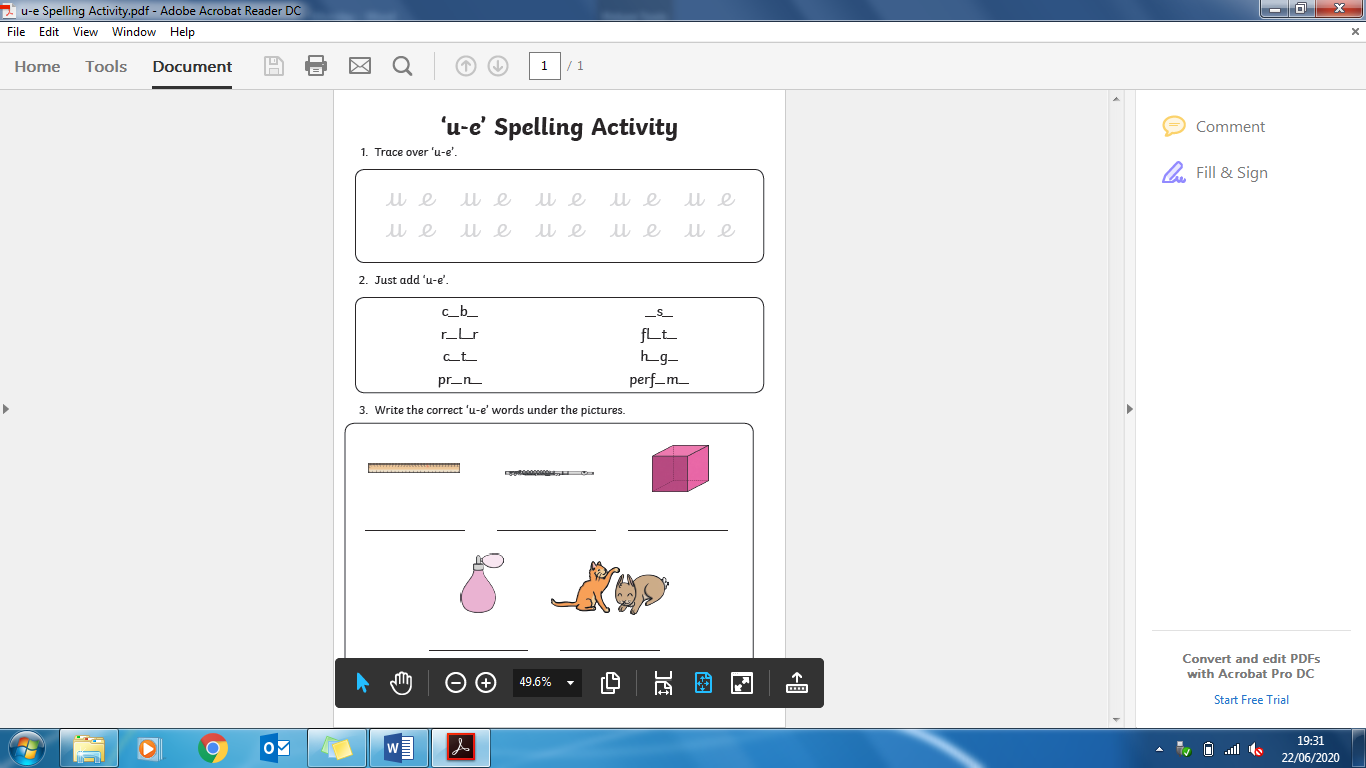 u-e Spelling Activity.pdf - Adobe Acrobat Reader DC
File Edit View Window Help
Home Tools Document 1 / 1
'u-e' Spelling Activity
1. Trace over 'u-e'.
u e u e u e u e u e
u e u e u e u e u e
2. Just add 'u-e'.
c_b_ _s_
r_l_r fl_t_
c_t_ h_g_
pr_n_ perf_m_
3. Write the correct 'u-e' words under the pictures.
49.6%
Comment
Fill & Sign
Convert and edit PDFs
with Acrobat Pro DC
Start Free Trial
19:31
22/06/2020